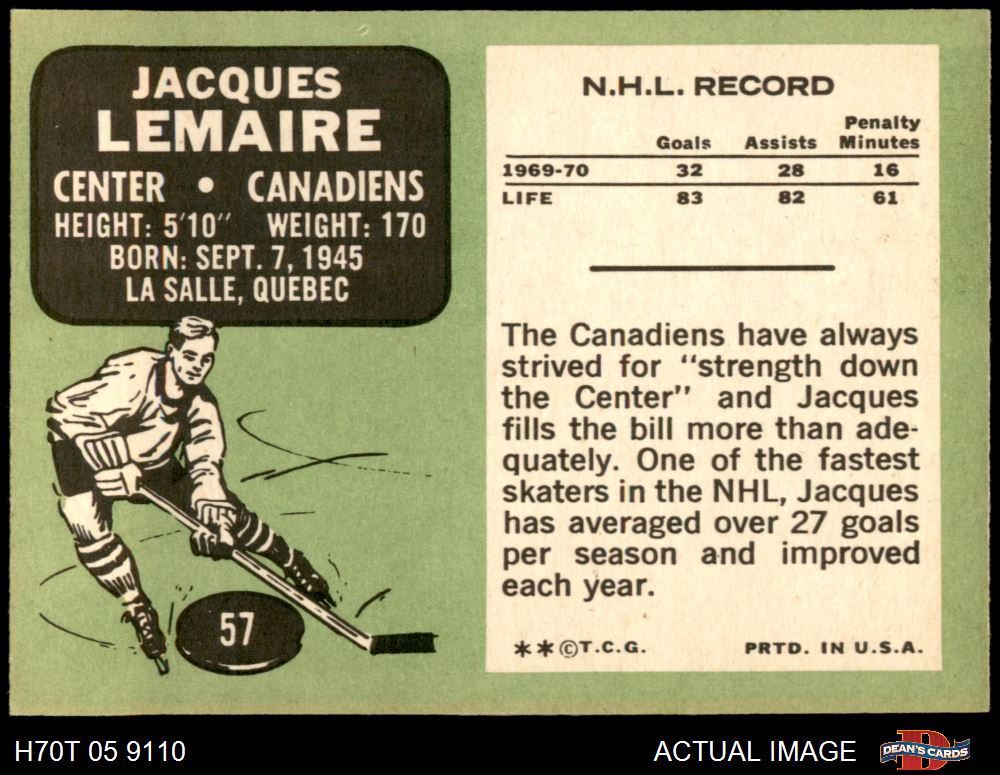 JACQUES
LEMAIRE
CENTER • CANADIENS
HEIGHT: 5'10" WEIGHT: 170
BORN: SEPT. 7, 1945
LA SALLE, QUEBEC
57
N.H.L. RECORD
Goals Assists Penalty Minutes
1969-70 32 28 16
LIFE 83 82 61
The Canadiens have always
strived for "strength down
the Center" and Jacques
fills the bill more than ade-
quately. One of the fastest
skaters in the NHL, Jacques
has averaged over 27 goals
per season and improved
each year.
**©T.C.G. PRTD. IN U.S.A.
H70T 05 9110 ACTUAL IMAGE D DEAN'S CARDS